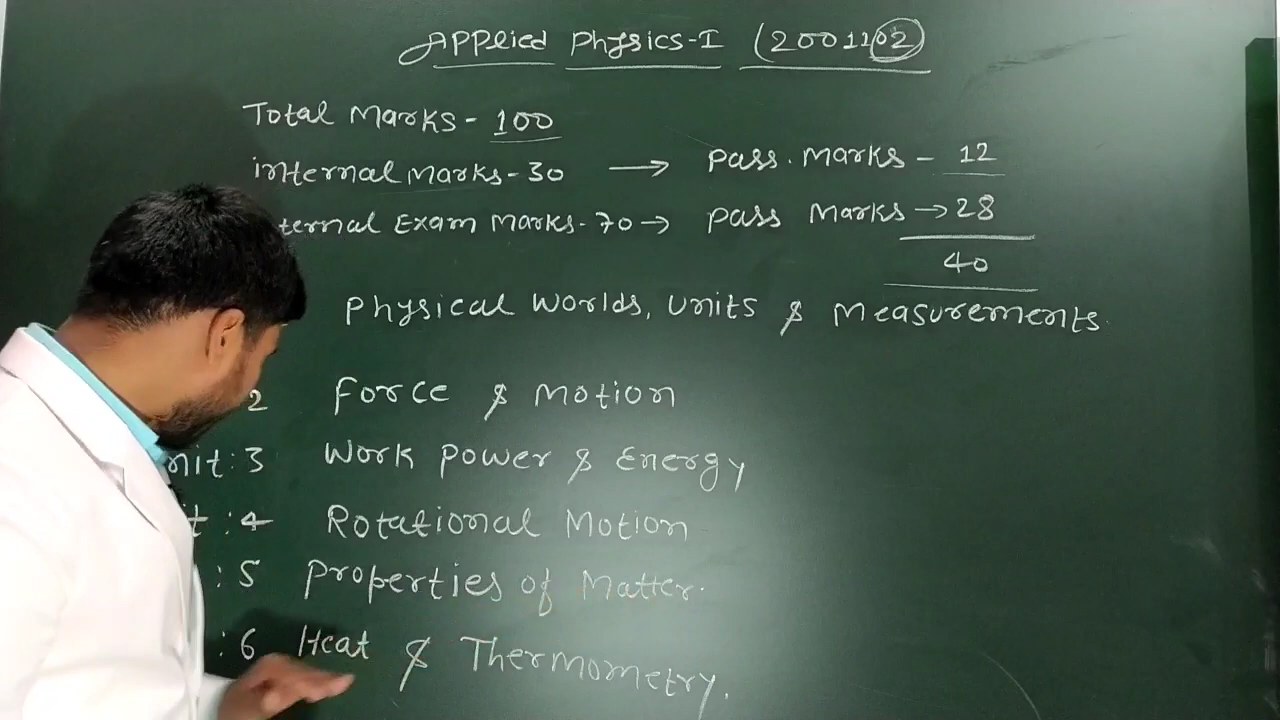 Applied Physics-I (2001102)
Total Marks - 100
internal Marks - 30 → Pass. Marks - 12
ternal Exam Marks - 70 → Pass Marks → 28
40
Physical Worlds, Units & Measurements.
2 Force & Motion
nit : 3 Work Power & Energy
t : 4 Rotational Motion
: 5 Properties of Matter.
: 6 Heat & Thermometry.